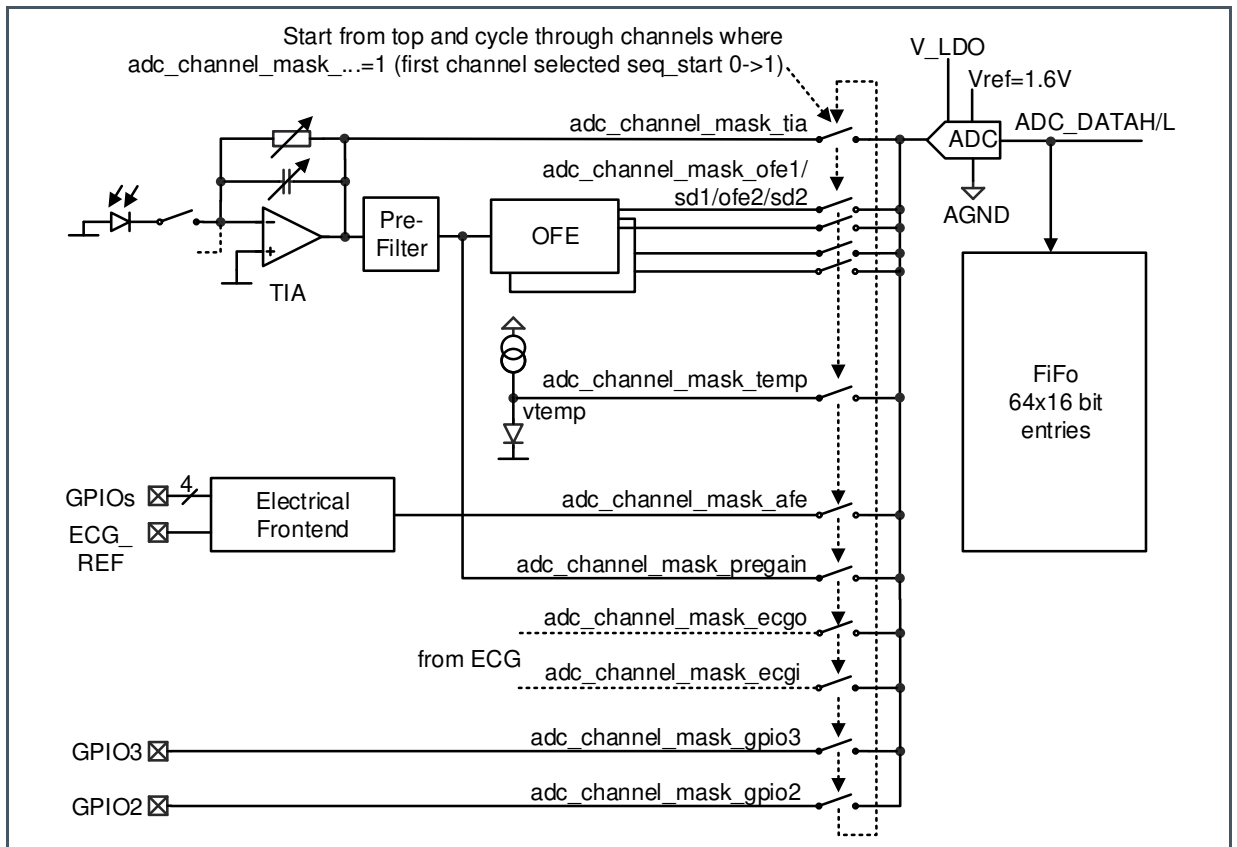 Start from top and cycle through channels where
adc_channel_mask_...=1 (first channel selected seq_start 0->1)
V_LDO
Vref=1.6V
adc_channel_mask_tia
ADC
ADC_DATAH/L
adc_channel_mask_ofe1/
sd1/ofe2/sd2
AGND
Pre-
Filter
OFE
TIA
adc_channel_mask_temp
vtemp
FiFo
64x16 bit
entries
GPIOs
4
ECG_
REF
Electrical
Frontend
adc_channel_mask_afe
adc_channel_mask_pregain
adc_channel_mask_ecgo
from ECG
adc_channel_mask_ecgi
GPIO3
adc_channel_mask_gpio3
GPIO2
adc_channel_mask_gpio2